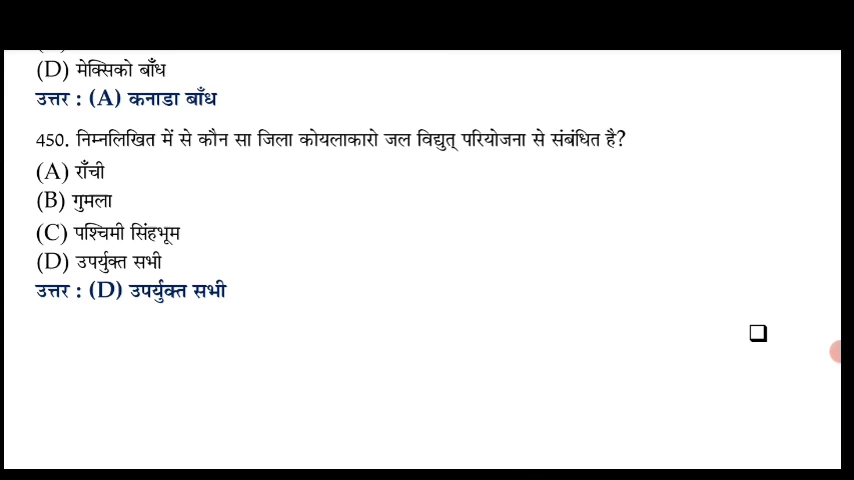 (D) मेक्सिको बाँध
उत्तर : (A) कनाडा बाँध
450. निम्नलिखित में से कौन सा जिला कोयलाकारो जल विद्युत् परियोजना से संबंधित है?
(A) राँची
(B) गुमला
(C) पश्चिमी सिंहभूम
(D) उपर्युक्त सभी
उत्तर : (D) उपर्युक्त सभी